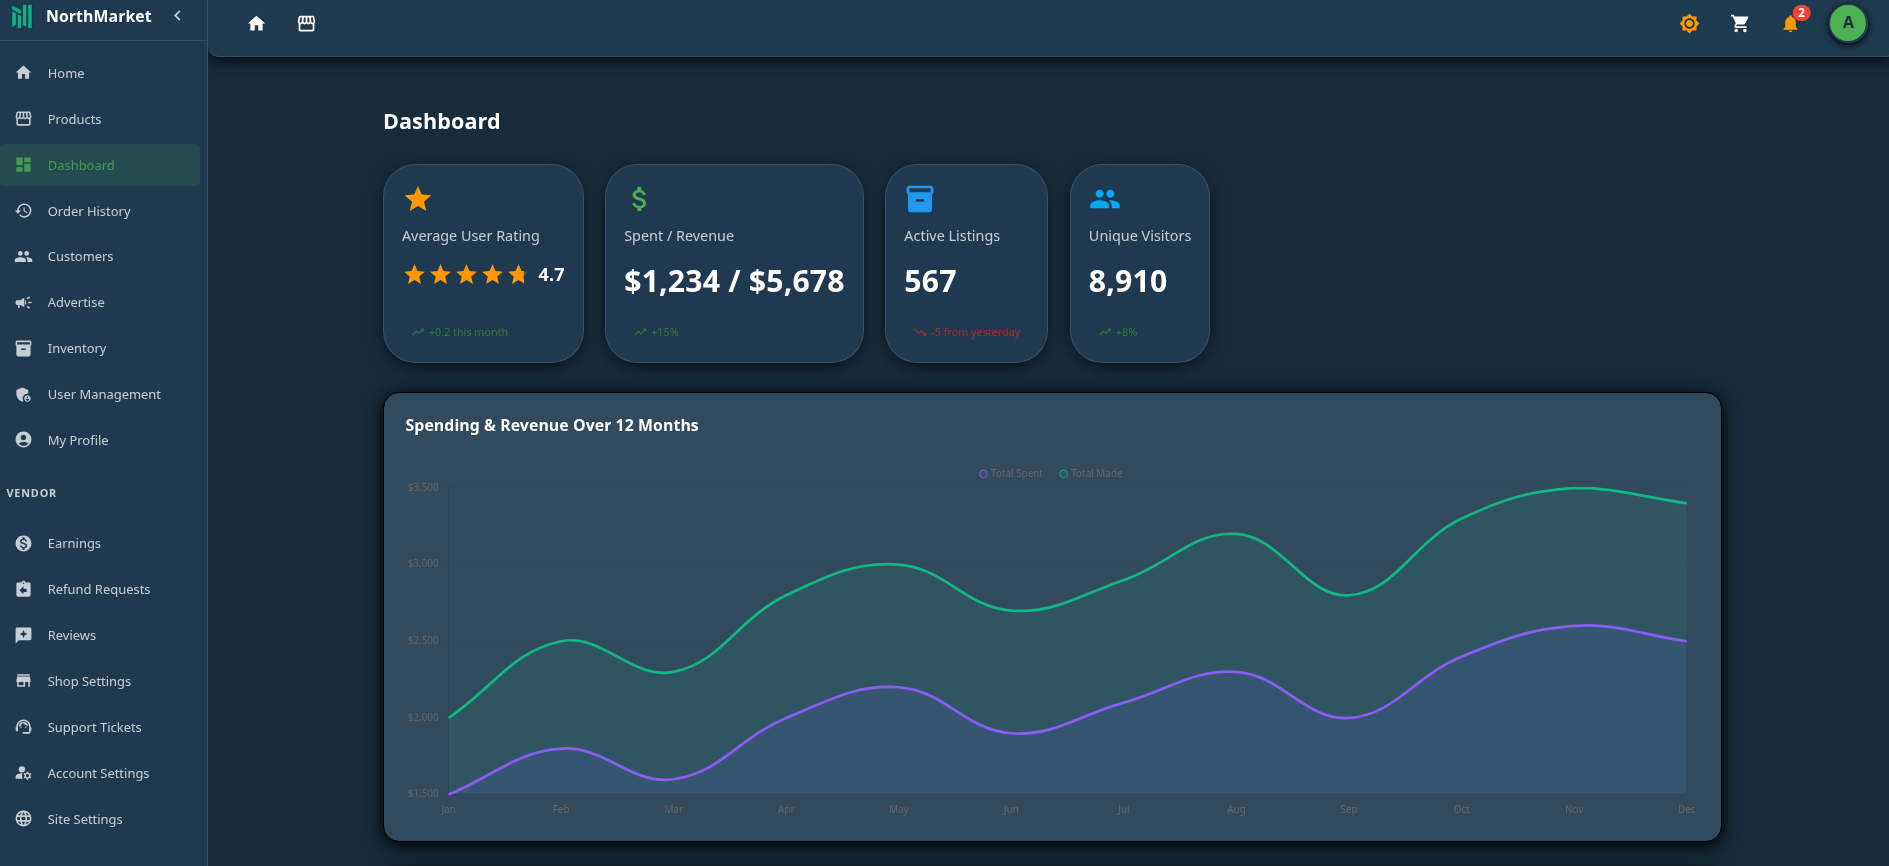 NorthMarket
2
A
Home
Products
Dashboard
Order History
Customers
Advertise
Inventory
User Management
My Profile
VENDOR
Earnings
Refund Requests
Reviews
Shop Settings
Support Tickets
Account Settings
Site Settings
Dashboard
Average User Rating
4.7
+0.2 this month
Spent / Revenue
$1,234 / $5,678
+15%
Active Listings
567
-5 from yesterday
Unique Visitors
8,910
+8%
Spending & Revenue Over 12 Months
Total Spent Total Made
$3,500
$3,000
$2,500
$2,000
$1,500
Jan Feb Mar Apr May Jun Jul Aug Sep Oct Nov Dec